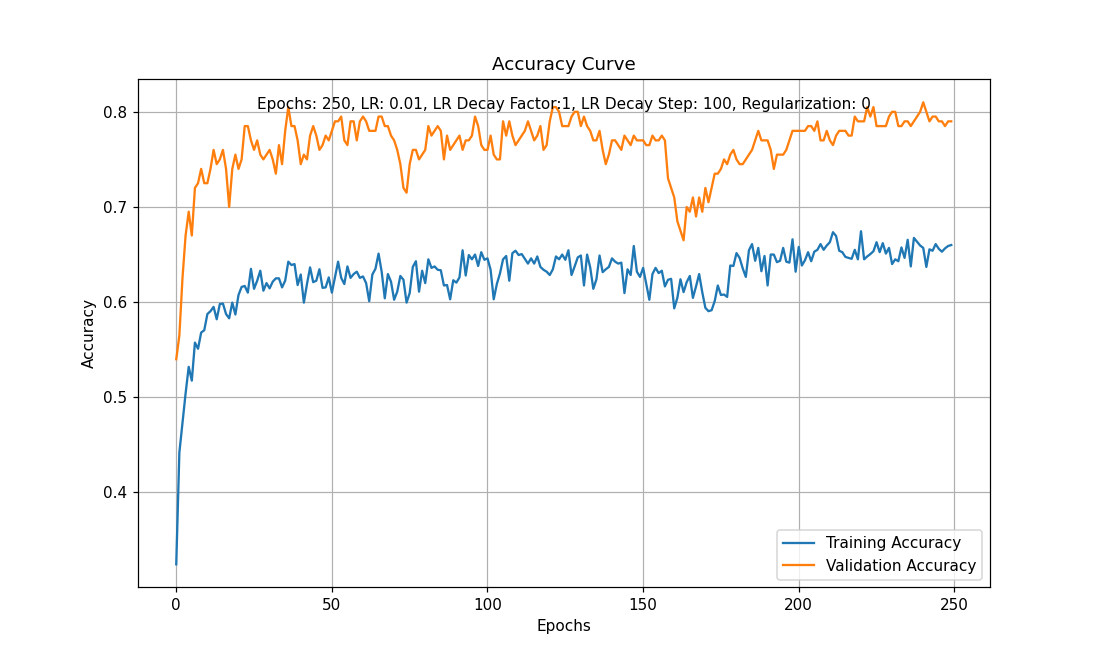 Accuracy Curve
Epochs: 250, LR: 0.01, LR Decay Factor:1, LR Decay Step: 100, Regularization: 0
0.8
0.7
0.6
0.5
0.4
Accuracy
Training Accuracy
Validation Accuracy
0 50 100 150 200 250
Epochs